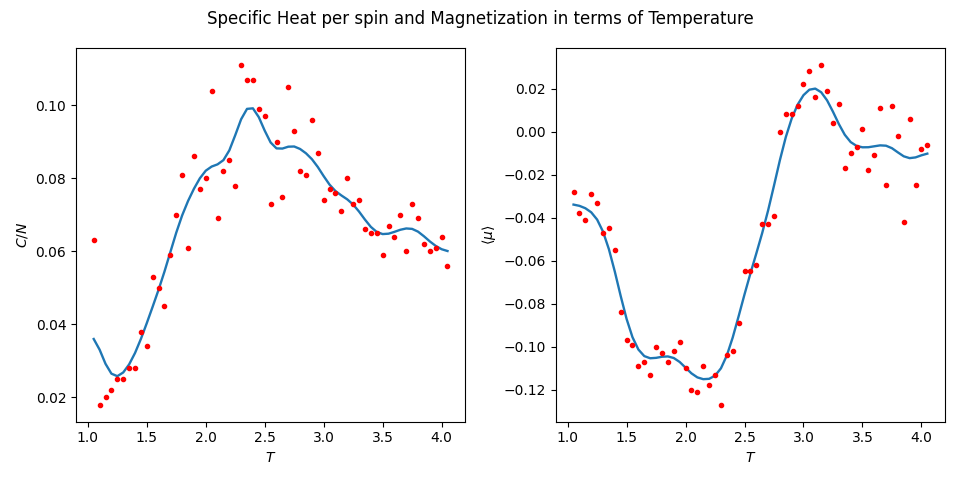 Specific Heat per spin and Magnetization in terms of Temperature
C/N
0.10
0.08
0.06
0.04
0.02
1.0 1.5 2.0 2.5 3.0 3.5 4.0
T
⟨μ⟩
0.02
0.00
−0.02
−0.04
−0.06
−0.08
−0.10
−0.12
1.0 1.5 2.0 2.5 3.0 3.5 4.0
T